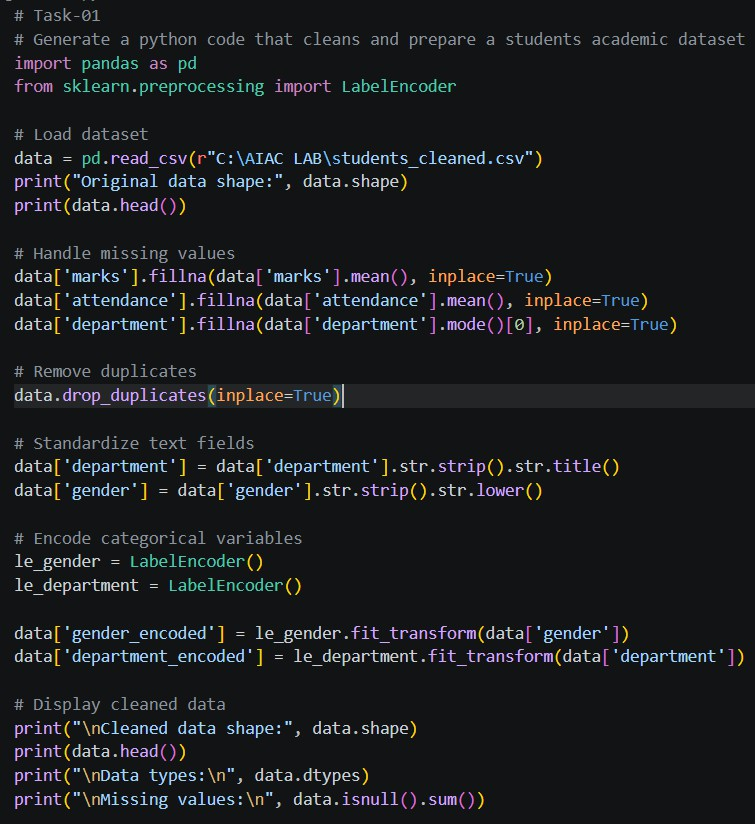 # Task-01
# Generate a python code that cleans and prepare a students academic dataset
import pandas as pd
from sklearn.preprocessing import LabelEncoder

# Load dataset
data = pd.read_csv(r"C:\AIAC LAB\students_cleaned.csv")
print("Original data shape:", data.shape)
print(data.head())

# Handle missing values
data['marks'].fillna(data['marks'].mean(), inplace=True)
data['attendance'].fillna(data['attendance'].mean(), inplace=True)
data['department'].fillna(data['department'].mode()[0], inplace=True)

# Remove duplicates
data.drop_duplicates(inplace=True)

# Standardize text fields
data['department'] = data['department'].str.strip().str.title()
data['gender'] = data['gender'].str.strip().str.lower()

# Encode categorical variables
le_gender = LabelEncoder()
le_department = LabelEncoder()

data['gender_encoded'] = le_gender.fit_transform(data['gender'])
data['department_encoded'] = le_department.fit_transform(data['department'])

# Display cleaned data
print("\nCleaned data shape:", data.shape)
print(data.head())
print("\nData types:\n", data.dtypes)
print("\nMissing values:\n", data.isnull().sum())